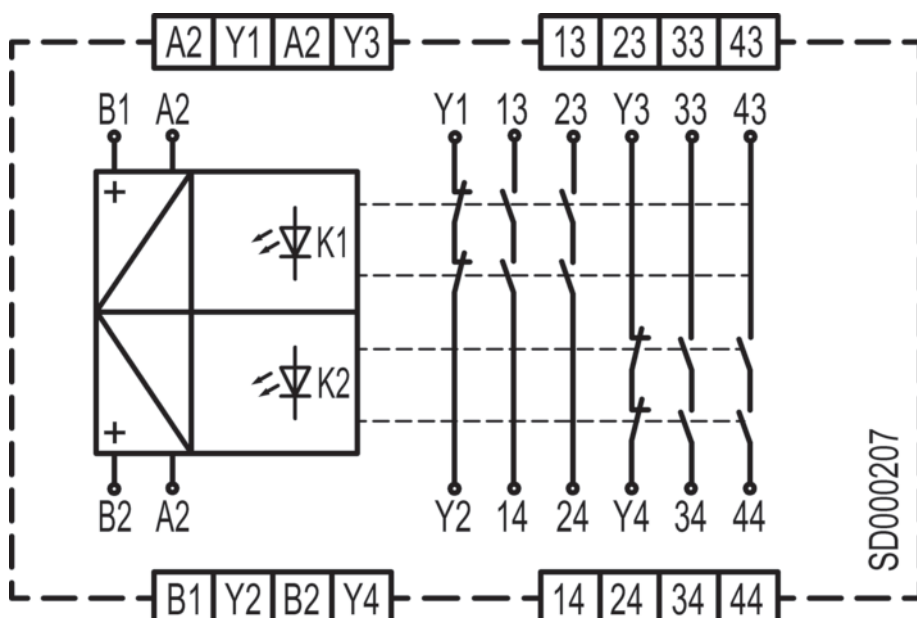 A2 Y1 A2 Y3 13 23 33 43
B1 A2 Y1 13 23 Y3 33 43
+
K1
K2
+
B2 A2 Y2 14 24 Y4 34 44
SD000207
B1 Y2 B2 Y4 14 24 34 44